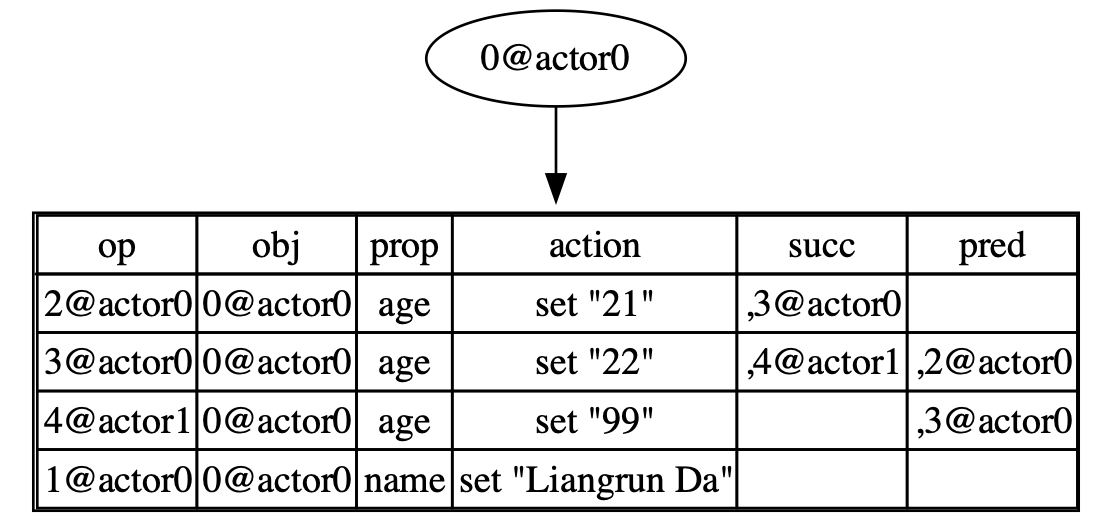 0@actor0
op obj prop action succ pred
2@actor0 0@actor0 age set "21" ,3@actor0
3@actor0 0@actor0 age set "22" ,4@actor1 ,2@actor0
4@actor1 0@actor0 age set "99" ,3@actor0
1@actor0 0@actor0 name set "Liangrun Da"